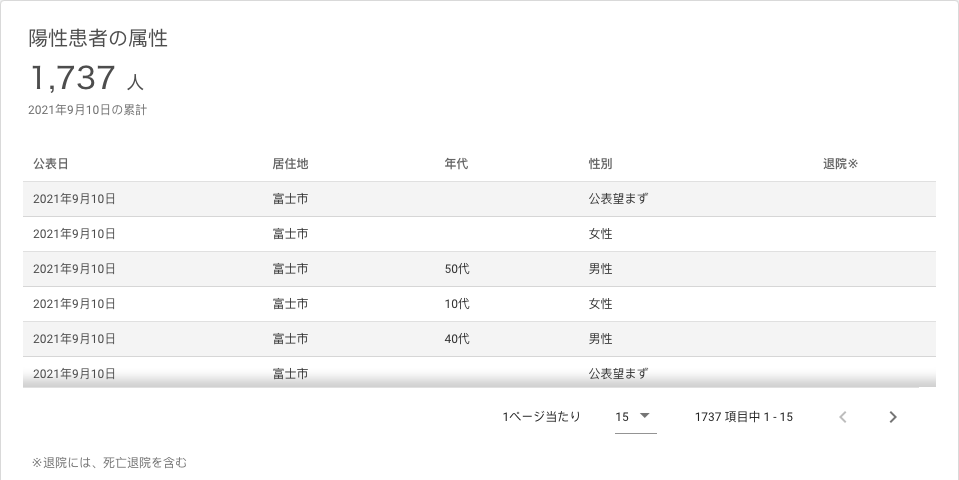 陽性患者の属性
1,737 人
2021年9月10日の累計
公表日 居住地 年代 性別 退院※
2021年9月10日 富士市 公表望まず
2021年9月10日 富士市 女性
2021年9月10日 富士市 50代 男性
2021年9月10日 富士市 10代 女性
2021年9月10日 富士市 40代 男性
2021年9月10日 富士市 公表望まず
1ページ当たり 15 1737 項目中 1 - 15
※退院には、死亡退院を含む